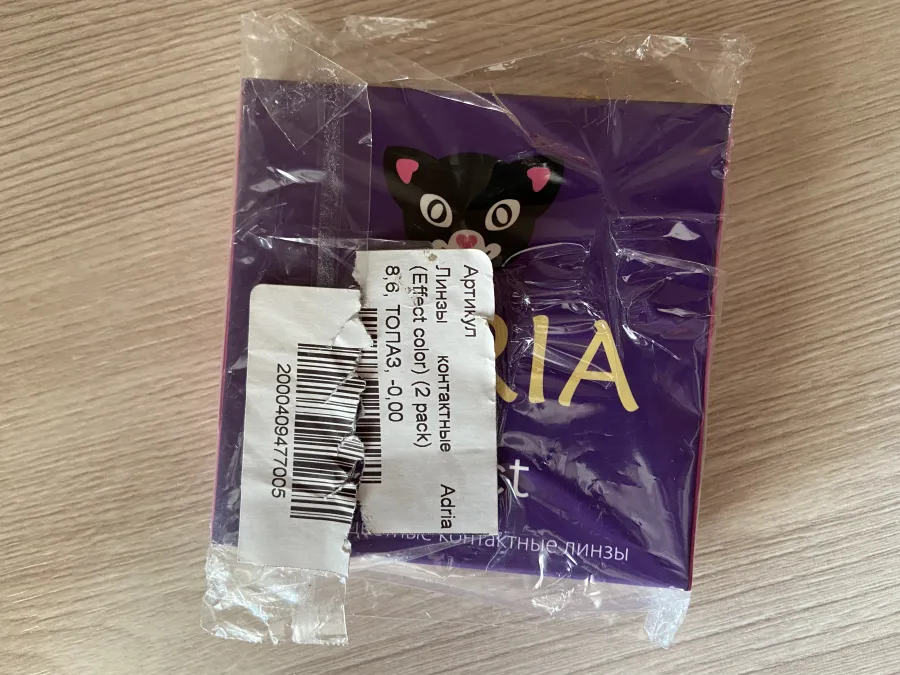 Артикул
Линзы контактные Adria
(Effect color) (2 pack)
8,6, ТОПАЗ, -0,00
2000409477005
RIA
ct
контактные линзы